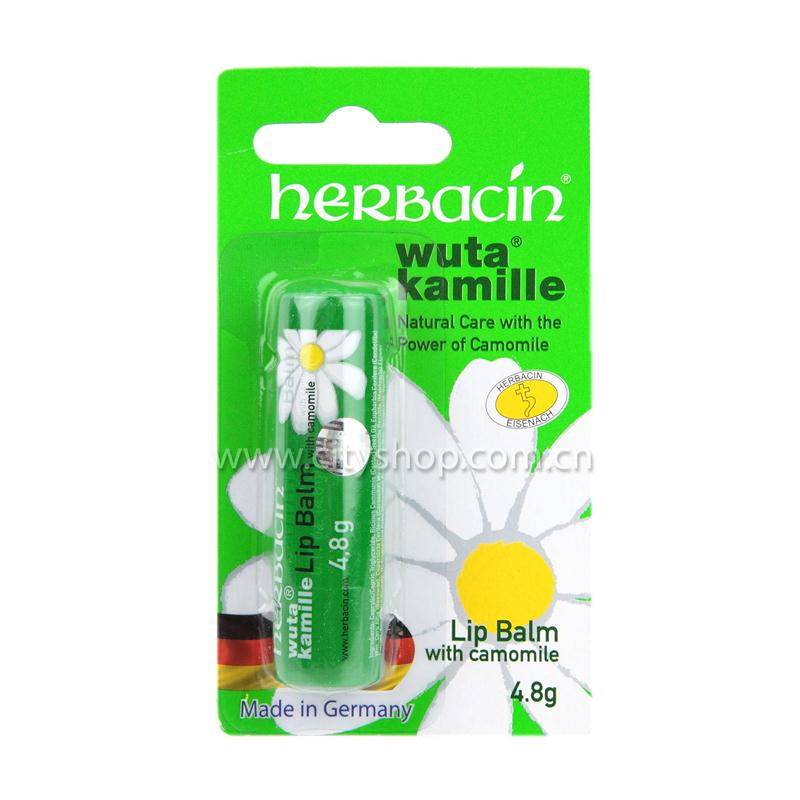 herbacin®
wuta®
kamille
Natural Care with the
Power of Camomile
HERBACIN
EISENACH
www.cityshop.com.cn
herbacin
wuta®
kamille
Lip Balm
with camomile
4,8g
www.herbacin.com
Lip Balm
with camomile
4.8g
Made in Germany